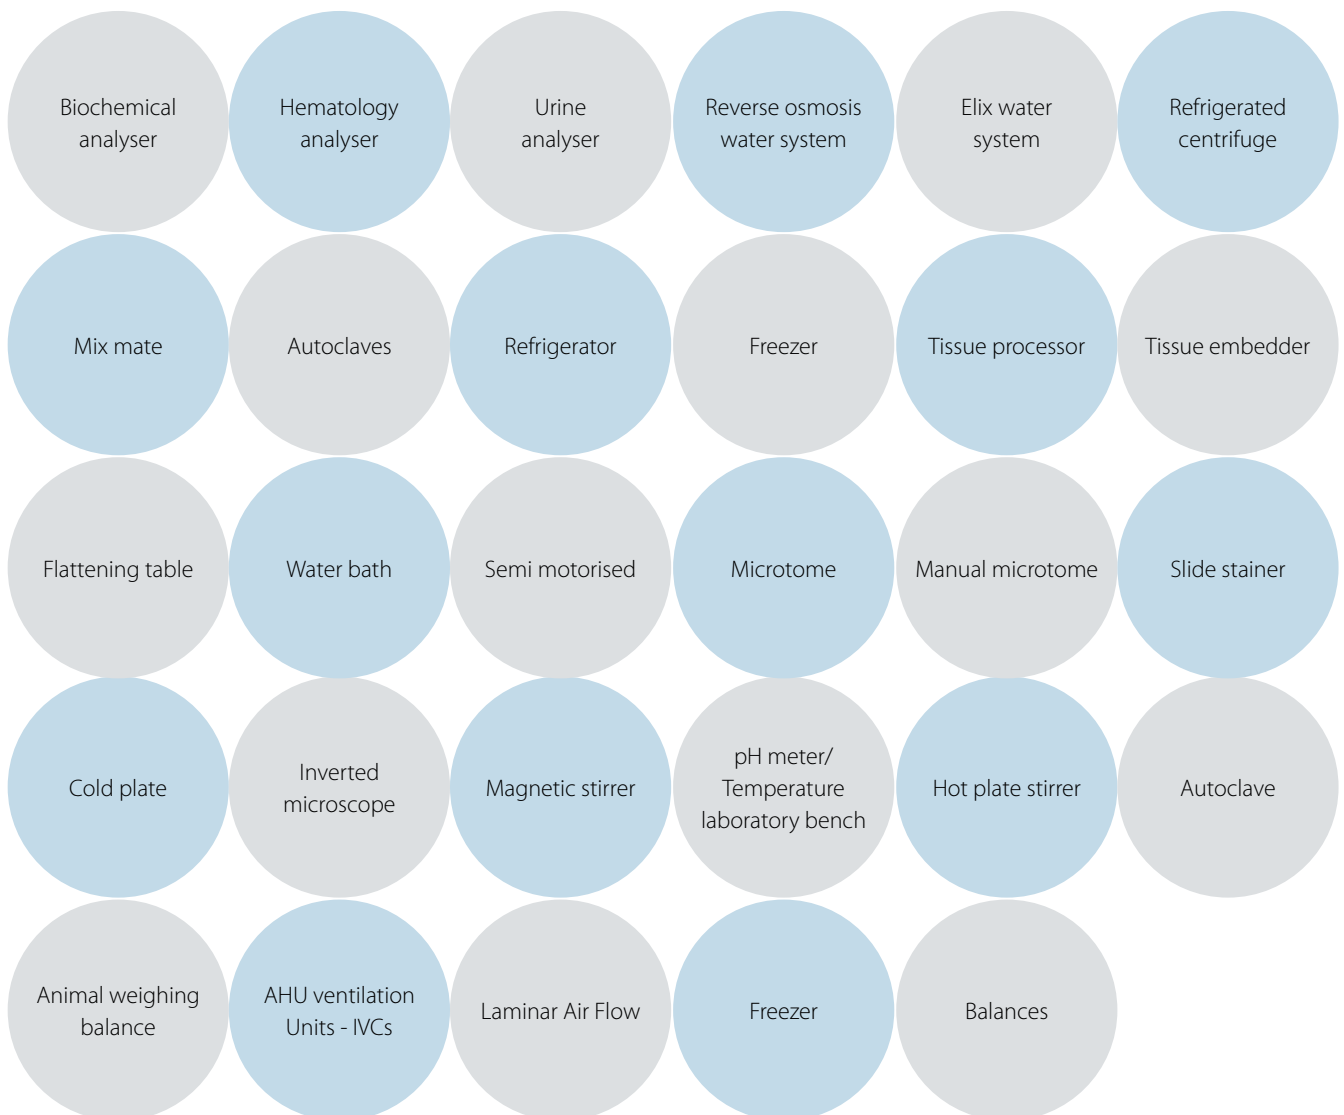 Biochemical
analyser
Hematology
analyser
Urine
analyser
Reverse osmosis
water system
Elix water
system
Refrigerated
centrifuge
Mix mate
Autoclaves
Refrigerator
Freezer
Tissue processor
Tissue embedder
Flattening table
Water bath
Semi motorised
Microtome
Manual microtome
Slide stainer
Cold plate
Inverted
microscope
Magnetic stirrer
pH meter/
Temperature
laboratory bench
Hot plate stirrer
Autoclave
Animal weighing
balance
AHU ventilation
Units - IVCs
Laminar Air Flow
Freezer
Balances